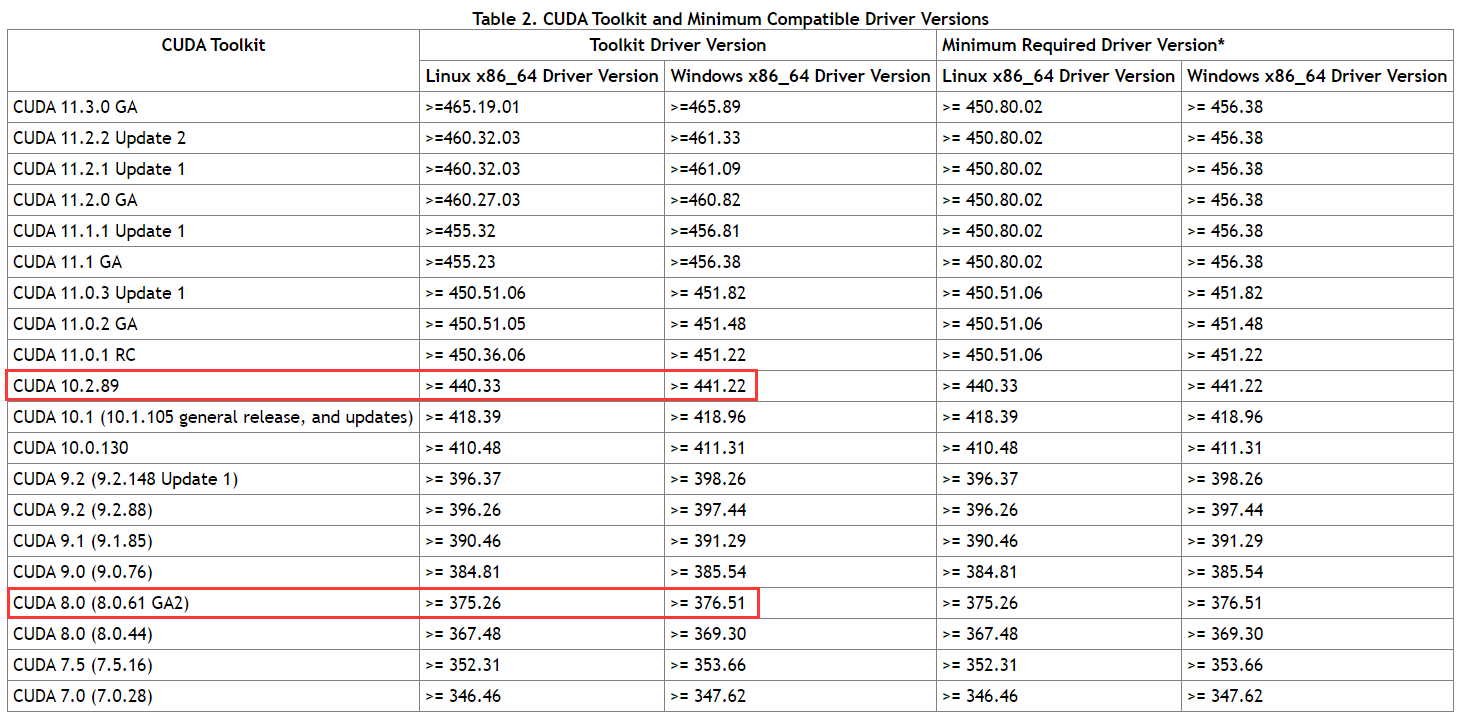 Table 2. CUDA Toolkit and Minimum Compatible Driver Versions
CUDA Toolkit Toolkit Driver Version Minimum Required Driver Version*
Linux x86_64 Driver Version Windows x86_64 Driver Version Linux x86_64 Driver Version Windows x86_64 Driver Version
CUDA 11.3.0 GA >=465.19.01 >=465.89 >= 450.80.02 >= 456.38
CUDA 11.2.2 Update 2 >=460.32.03 >=461.33 >= 450.80.02 >= 456.38
CUDA 11.2.1 Update 1 >=460.32.03 >=461.09 >= 450.80.02 >= 456.38
CUDA 11.2.0 GA >=460.27.03 >=460.82 >= 450.80.02 >= 456.38
CUDA 11.1.1 Update 1 >=455.32 >=456.81 >= 450.80.02 >= 456.38
CUDA 11.1 GA >=455.23 >=456.38 >= 450.80.02 >= 456.38
CUDA 11.0.3 Update 1 >= 450.51.06 >= 451.82 >= 450.51.06 >= 451.82
CUDA 11.0.2 GA >= 450.51.05 >= 451.48 >= 450.51.06 >= 451.48
CUDA 11.0.1 RC >= 450.36.06 >= 451.22 >= 450.51.06 >= 451.22
CUDA 10.2.89 >= 440.33 >= 441.22 >= 440.33 >= 441.22
CUDA 10.1 (10.1.105 general release, and updates) >= 418.39 >= 418.96 >= 418.39 >= 418.96
CUDA 10.0.130 >= 410.48 >= 411.31 >= 410.48 >= 411.31
CUDA 9.2 (9.2.148 Update 1) >= 396.37 >= 398.26 >= 396.37 >= 398.26
CUDA 9.2 (9.2.88) >= 396.26 >= 397.44 >= 396.26 >= 397.44
CUDA 9.1 (9.1.85) >= 390.46 >= 391.29 >= 390.46 >= 391.29
CUDA 9.0 (9.0.76) >= 384.81 >= 385.54 >= 384.81 >= 385.54
CUDA 8.0 (8.0.61 GA2) >= 375.26 >= 376.51 >= 375.26 >= 376.51
CUDA 8.0 (8.0.44) >= 367.48 >= 369.30 >= 367.48 >= 369.30
CUDA 7.5 (7.5.16) >= 352.31 >= 353.66 >= 352.31 >= 353.66
CUDA 7.0 (7.0.28) >= 346.46 >= 347.62 >= 346.46 >= 347.62